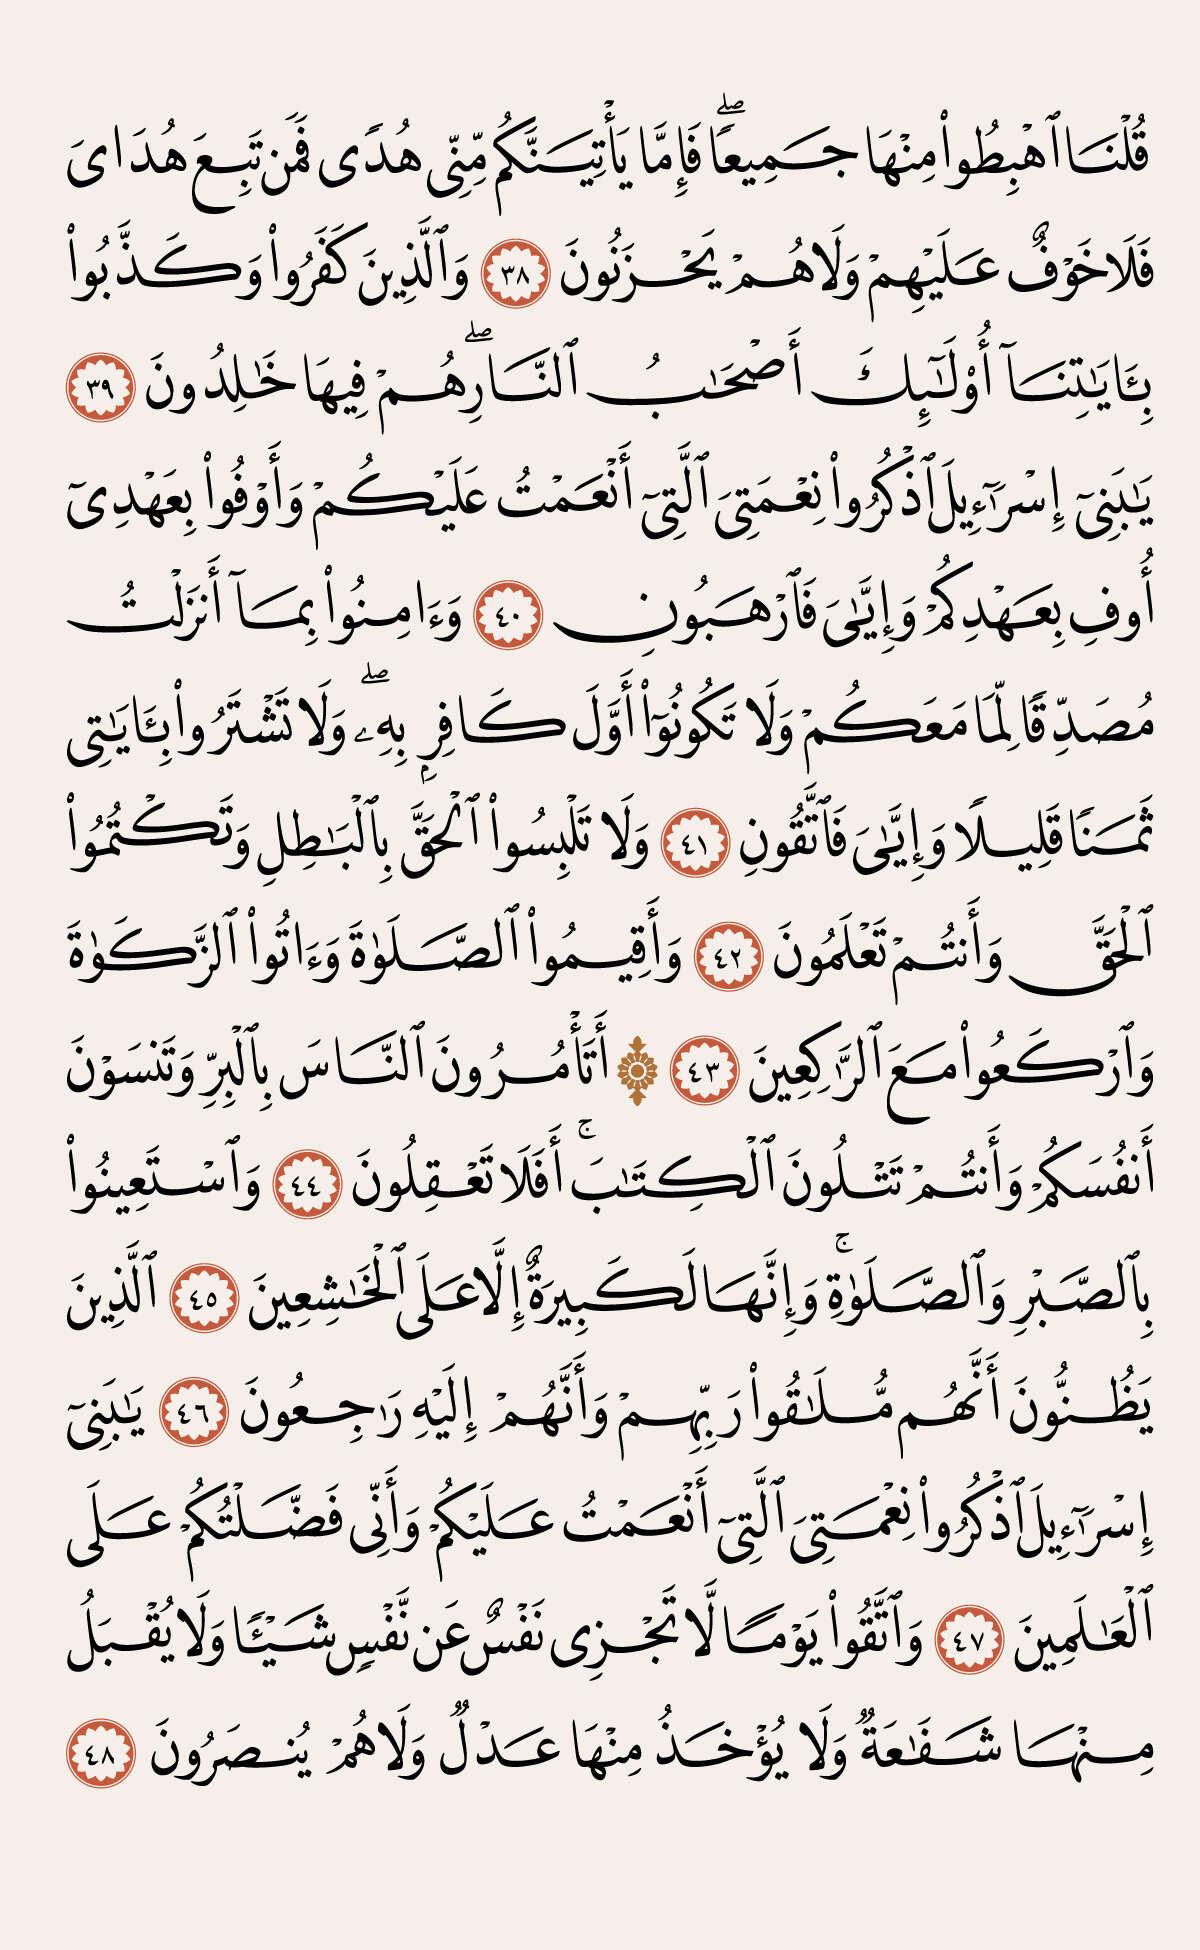 قُلْنَا ٱهْبِطُوا۟ مِنْهَا جَمِيعًاۖ فَإِمَّا يَأْتِيَنَّكُم مِّنِّى هُدًى فَمَن تَبِعَ هُدَاىَ
فَلَا خَوْفٌ عَلَيْهِمْ وَلَا هُمْ يَحْزَنُونَ ٣٨ وَٱلَّذِينَ كَفَرُوا۟ وَكَذَّبُوا۟
بِـَٔايَـٰتِنَآ أُو۟لَـٰٓئِكَ أَصْحَـٰبُ ٱلنَّارِۖ هُمْ فِيهَا خَـٰلِدُونَ ٣٩
يَـٰبَنِىٓ إِسْرَٰٓءِيلَ ٱذْكُرُوا۟ نِعْمَتِىَ ٱلَّتِىٓ أَنْعَمْتُ عَلَيْكُمْ وَأَوْفُوا۟ بِعَهْدِىٓ
أُوفِ بِعَهْدِكُمْ وَإِيَّـٰىَ فَٱرْهَبُونِ ٤٠ وَءَامِنُوا۟ بِمَآ أَنزَلْتُ
مُصَدِّقًا لِّمَا مَعَكُمْ وَلَا تَكُونُوٓا۟ أَوَّلَ كَافِرٍۭ بِهِۦۖ وَلَا تَشْتَرُوا۟ بِـَٔايَـٰتِى
ثَمَنًا قَلِيلًا وَإِيَّـٰىَ فَٱتَّقُونِ ٤١ وَلَا تَلْبِسُوا۟ ٱلْحَقَّ بِٱلْبَـٰطِلِ وَتَكْتُمُوا۟
ٱلْحَقَّ وَأَنتُمْ تَعْلَمُونَ ٤٢ وَأَقِيمُوا۟ ٱلصَّلَوٰةَ وَءَاتُوا۟ ٱلزَّكَوٰةَ
وَٱرْكَعُوا۟ مَعَ ٱلرَّٰكِعِينَ ٤٣ ۞ أَتَأْمُرُونَ ٱلنَّاسَ بِٱلْبِرِّ وَتَنسَوْنَ
أَنفُسَكُمْ وَأَنتُمْ تَتْلُونَ ٱلْكِتَـٰبَۚ أَفَلَا تَعْقِلُونَ ٤٤ وَٱسْتَعِينُوا۟
بِٱلصَّبْرِ وَٱلصَّلَوٰةِۚ وَإِنَّهَا لَكَبِيرَةٌ إِلَّا عَلَى ٱلْخَـٰشِعِينَ ٤٥ ٱلَّذِينَ
يَظُنُّونَ أَنَّهُم مُّلَـٰقُوا۟ رَبِّهِمْ وَأَنَّهُمْ إِلَيْهِ رَٰجِعُونَ ٤٦ يَـٰبَنِىٓ
إِسْرَٰٓءِيلَ ٱذْكُرُوا۟ نِعْمَتِىَ ٱلَّتِىٓ أَنْعَمْتُ عَلَيْكُمْ وَأَنِّى فَضَّلْتُكُمْ عَلَى
ٱلْعَـٰلَمِينَ ٤٧ وَٱتَّقُوا۟ يَوْمًا لَّا تَجْزِى نَفْسٌ عَن نَّفْسٍ شَيْـًٔا وَلَا يُقْبَلُ
مِنْهَا شَفَـٰعَةٌ وَلَا يُؤْخَذُ مِنْهَا عَدْلٌ وَلَا هُمْ يُنصَرُونَ ٤٨